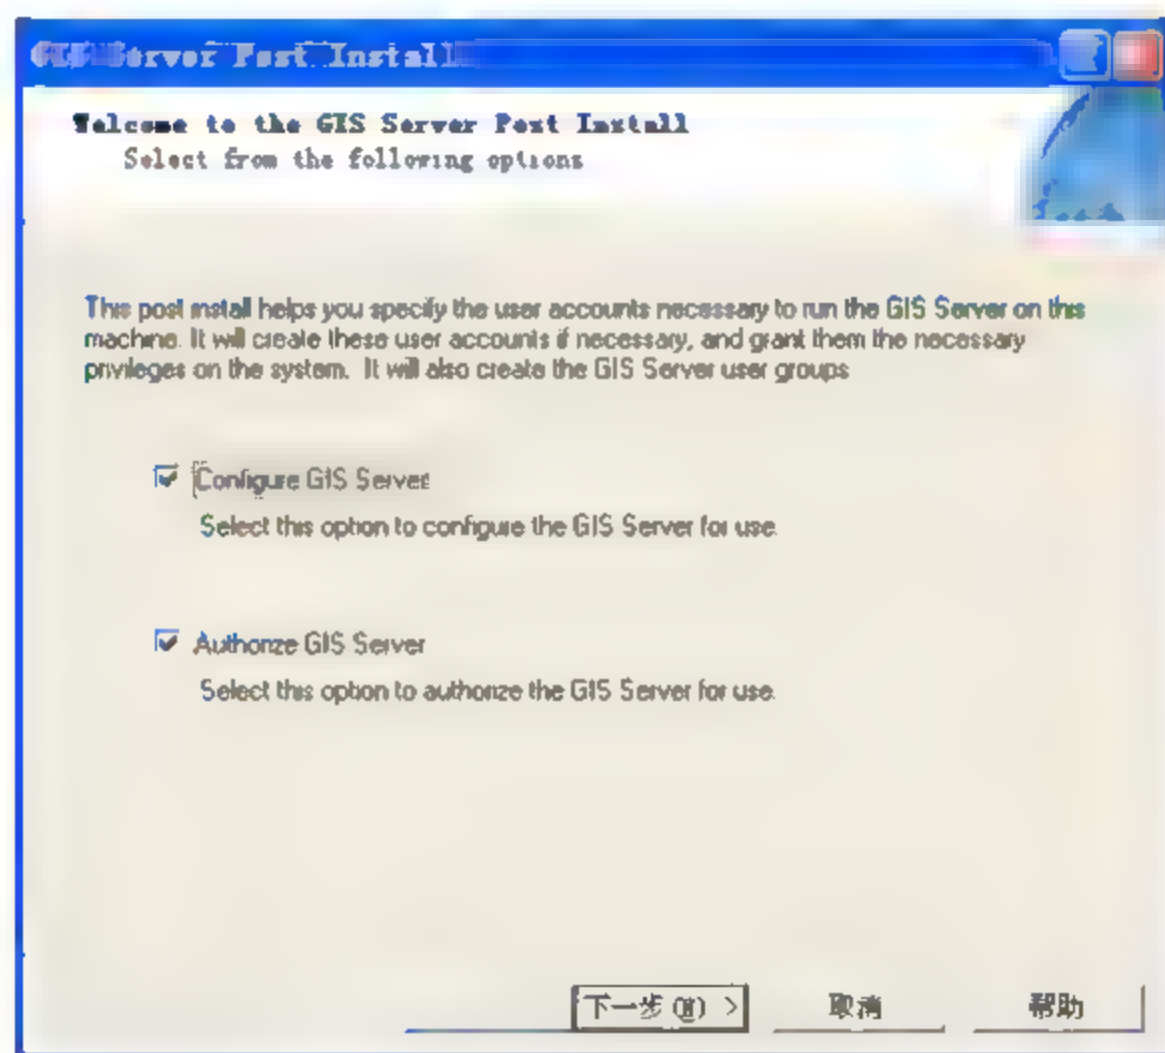 GIS Server Post Install
Welcome to the GIS Server Post Install
Select from the following options
This post install helps you specify the user accounts necessary to run the GIS Server on this
machine. It will create these user accounts if necessary, and grant them the necessary
privileges on the system. It will also create the GIS Server user groups
Configure GIS Server
Select this option to configure the GIS Server for use.
Authorize GIS Server
Select this option to authorize the GIS Server for use.
下一步(N) > 取消 帮助